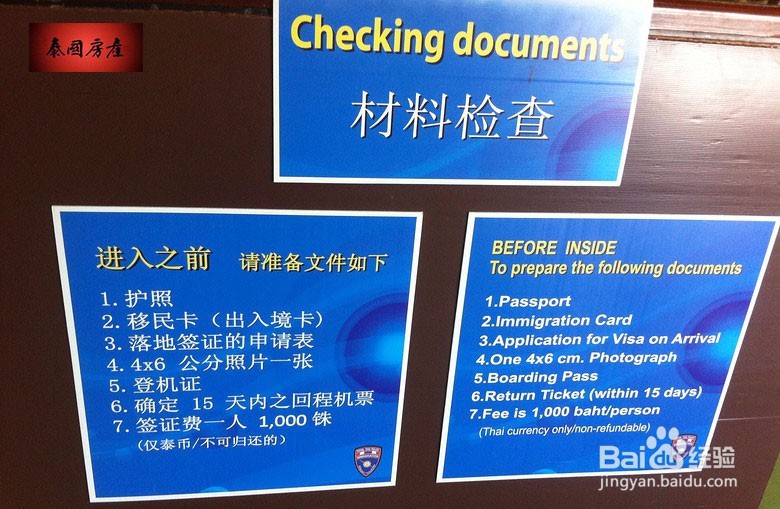 泰國房產
Checking documents
材料检查
进入之前 请准备文件如下
1. 护照
2. 移民卡（出入境卡）
3. 落地签证的申请表
4. 4x6 公分照片一张
5. 登机证
6. 确定 15 天内之回程机票
7. 签证费一人 1,000 铢
(仅泰币/不可归还的)
BEFORE INSIDE
To prepare the following documents
1.Passport
2.Immigration Card
3.Application for Visa on Arrival
4.One 4x6 cm. Photograph
5.Boarding Pass
6.Return Ticket (within 15 days)
7.Fee is 1,000 baht/person
(Thai currency only/non-refundable)
Baidu经验
jingyan.baidu.com